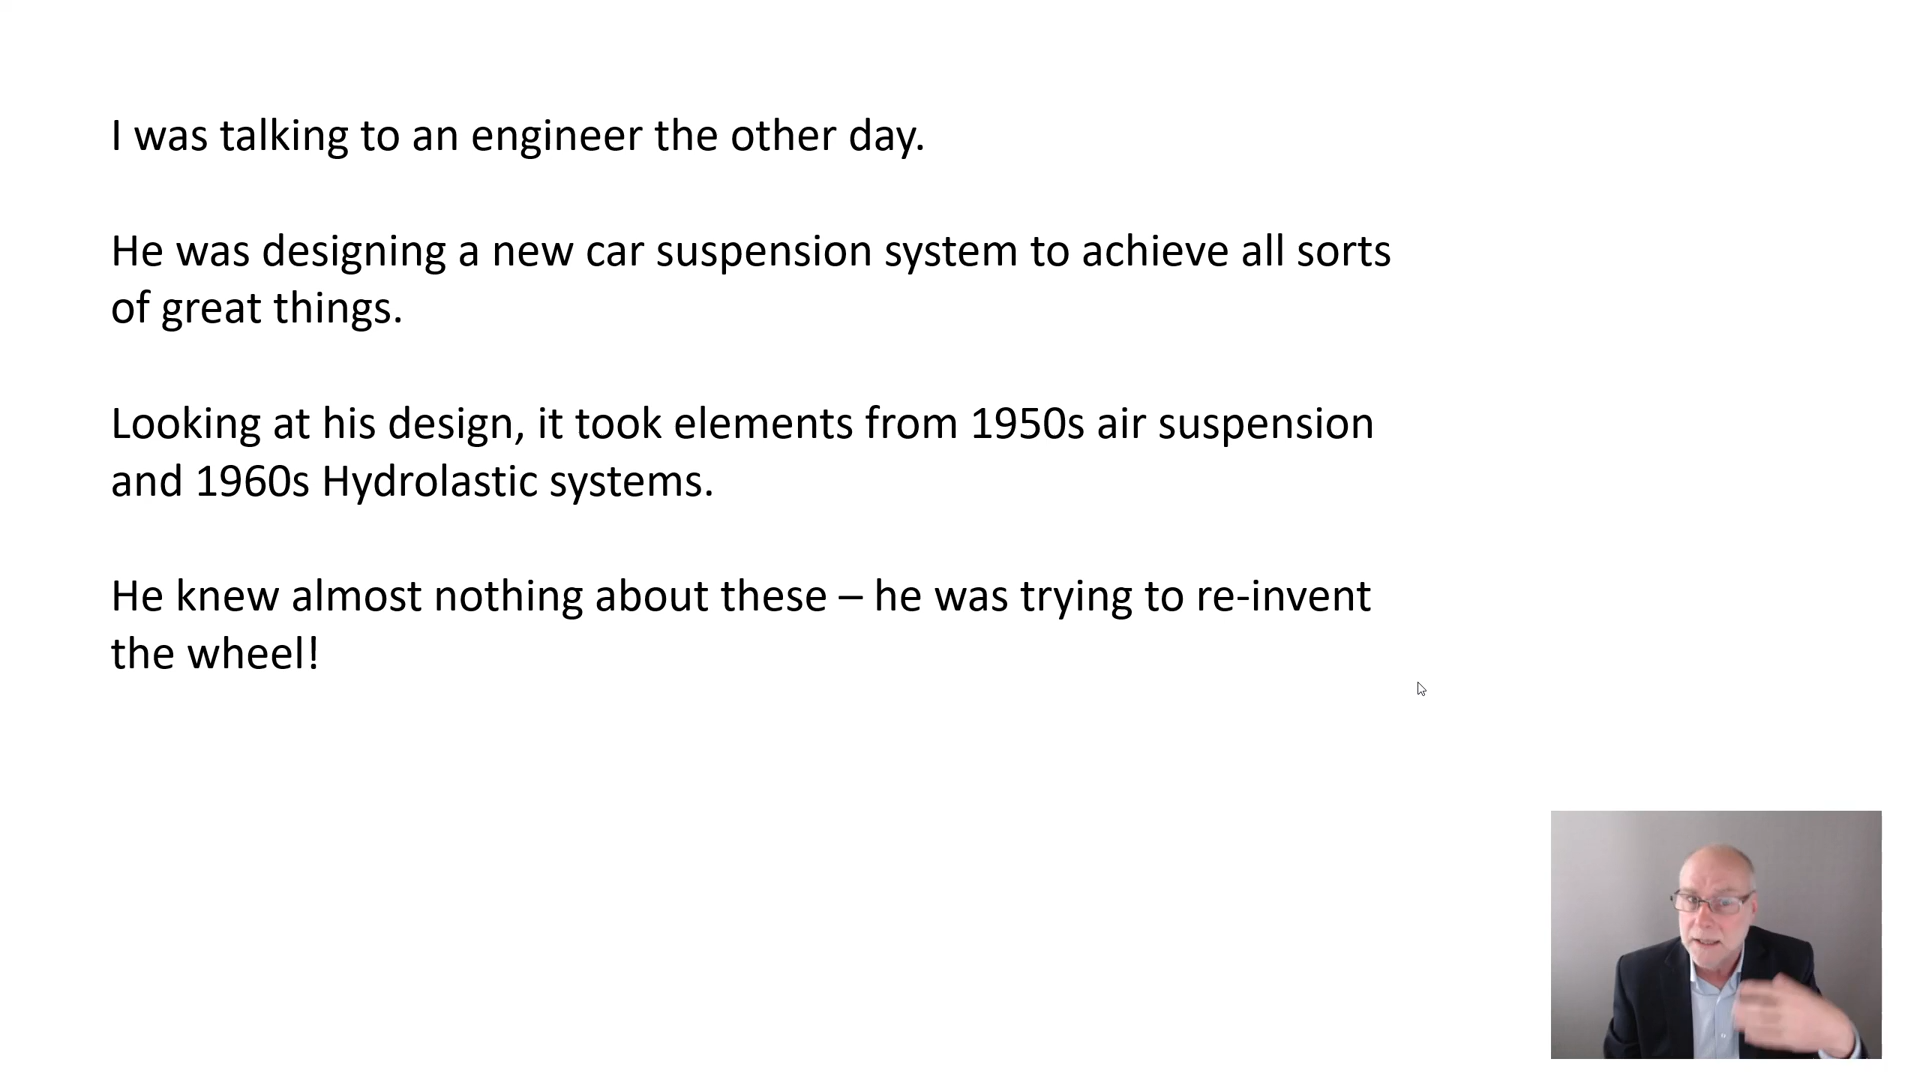 I was talking to an engineer the other day.
He was designing a new car suspension system to achieve all sorts
of great things.
Looking at his design, it took elements from 1950s air suspension
and 1960s Hydrolastic systems.
He knew almost nothing about these – he was trying to re-invent
the wheel!